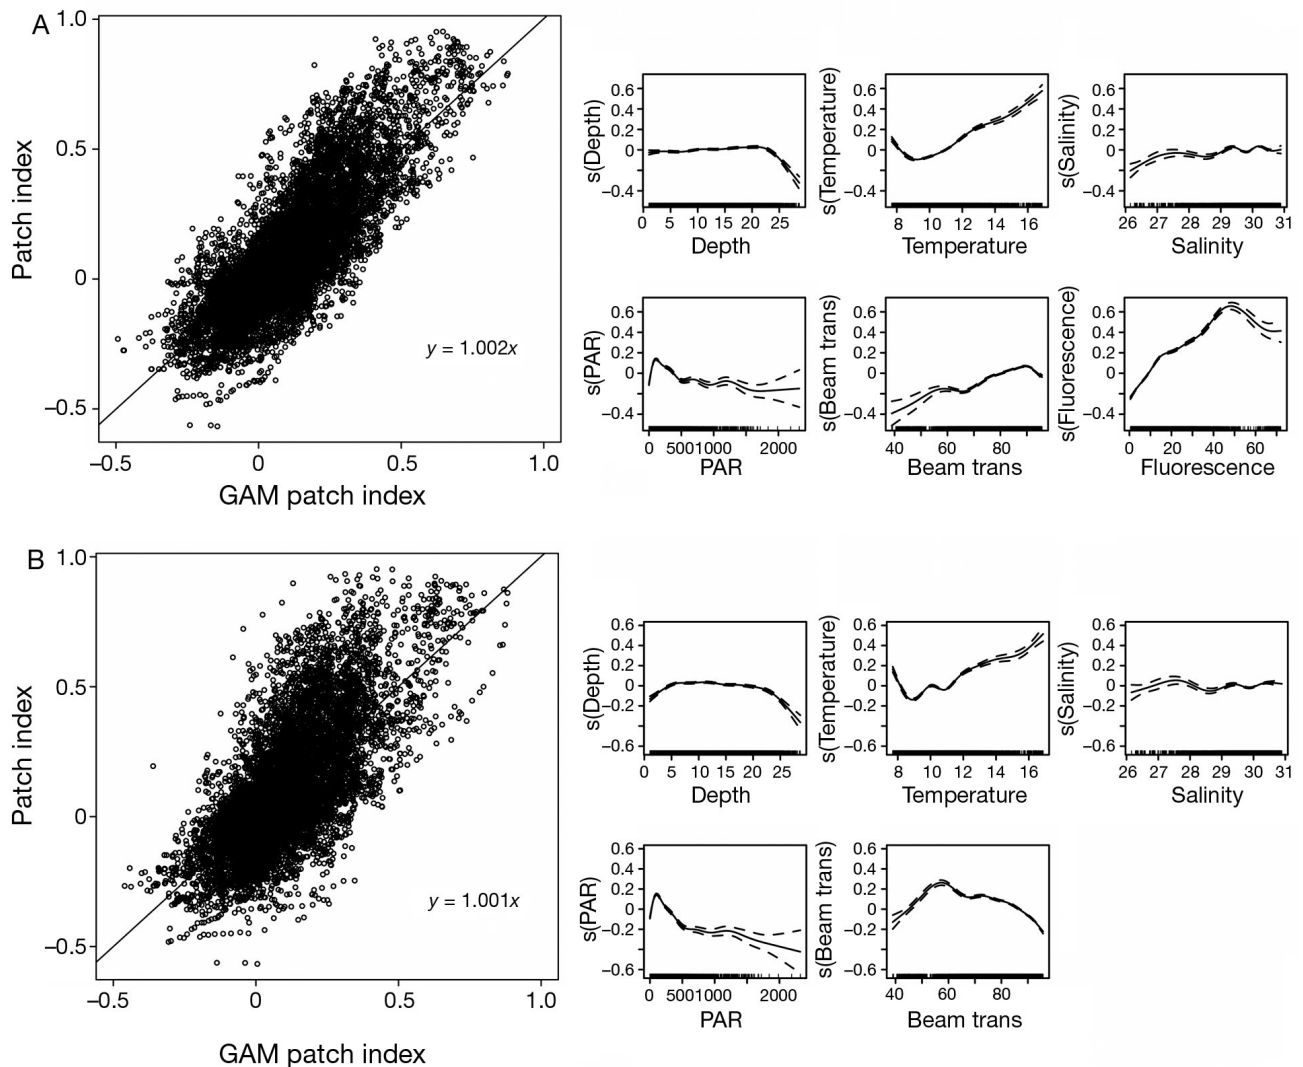 A
1.0
0.5
0
–0.5
Patch index
y = 1.002x
–0.5 0 0.5 1.0
GAM patch index
s(Depth)
0.6
0.4
0.2
0
–0.4
0 5 10 15 20 25
Depth
s(Temperature)
0.6
0.4
0.2
0
–0.4
8 10 12 14 16
Temperature
s(Salinity)
0.6
0.4
0.2
0
–0.4
26 27 28 29 30 31
Salinity
s(PAR)
0.6
0.4
0.2
0
–0.4
0 500 1000 2000
PAR
s(Beam trans)
0.6
0.4
0.2
0
–0.4
40 60 80
Beam trans
s(Fluorescence)
0.6
0.4
0.2
0
–0.4
0 20 40 60
Fluorescence
B
1.0
0.5
0
–0.5
Patch index
y = 1.001x
–0.5 0 0.5 1.0
GAM patch index
s(Depth)
0.6
0.4
0.2
0
–0.2
–0.6
0 5 10 15 20 25
Depth
s(Temperature)
0.6
0.4
0.2
0
–0.2
–0.6
8 10 12 14 16
Temperature
s(Salinity)
0.6
0.4
0.2
0
–0.2
–0.6
26 27 28 29 30 31
Salinity
s(PAR)
0.6
0.4
0.2
0
–0.2
–0.6
0 500 1000 2000
PAR
s(Beam trans)
0.6
0.4
0.2
0
–0.2
–0.6
40 60 80
Beam trans